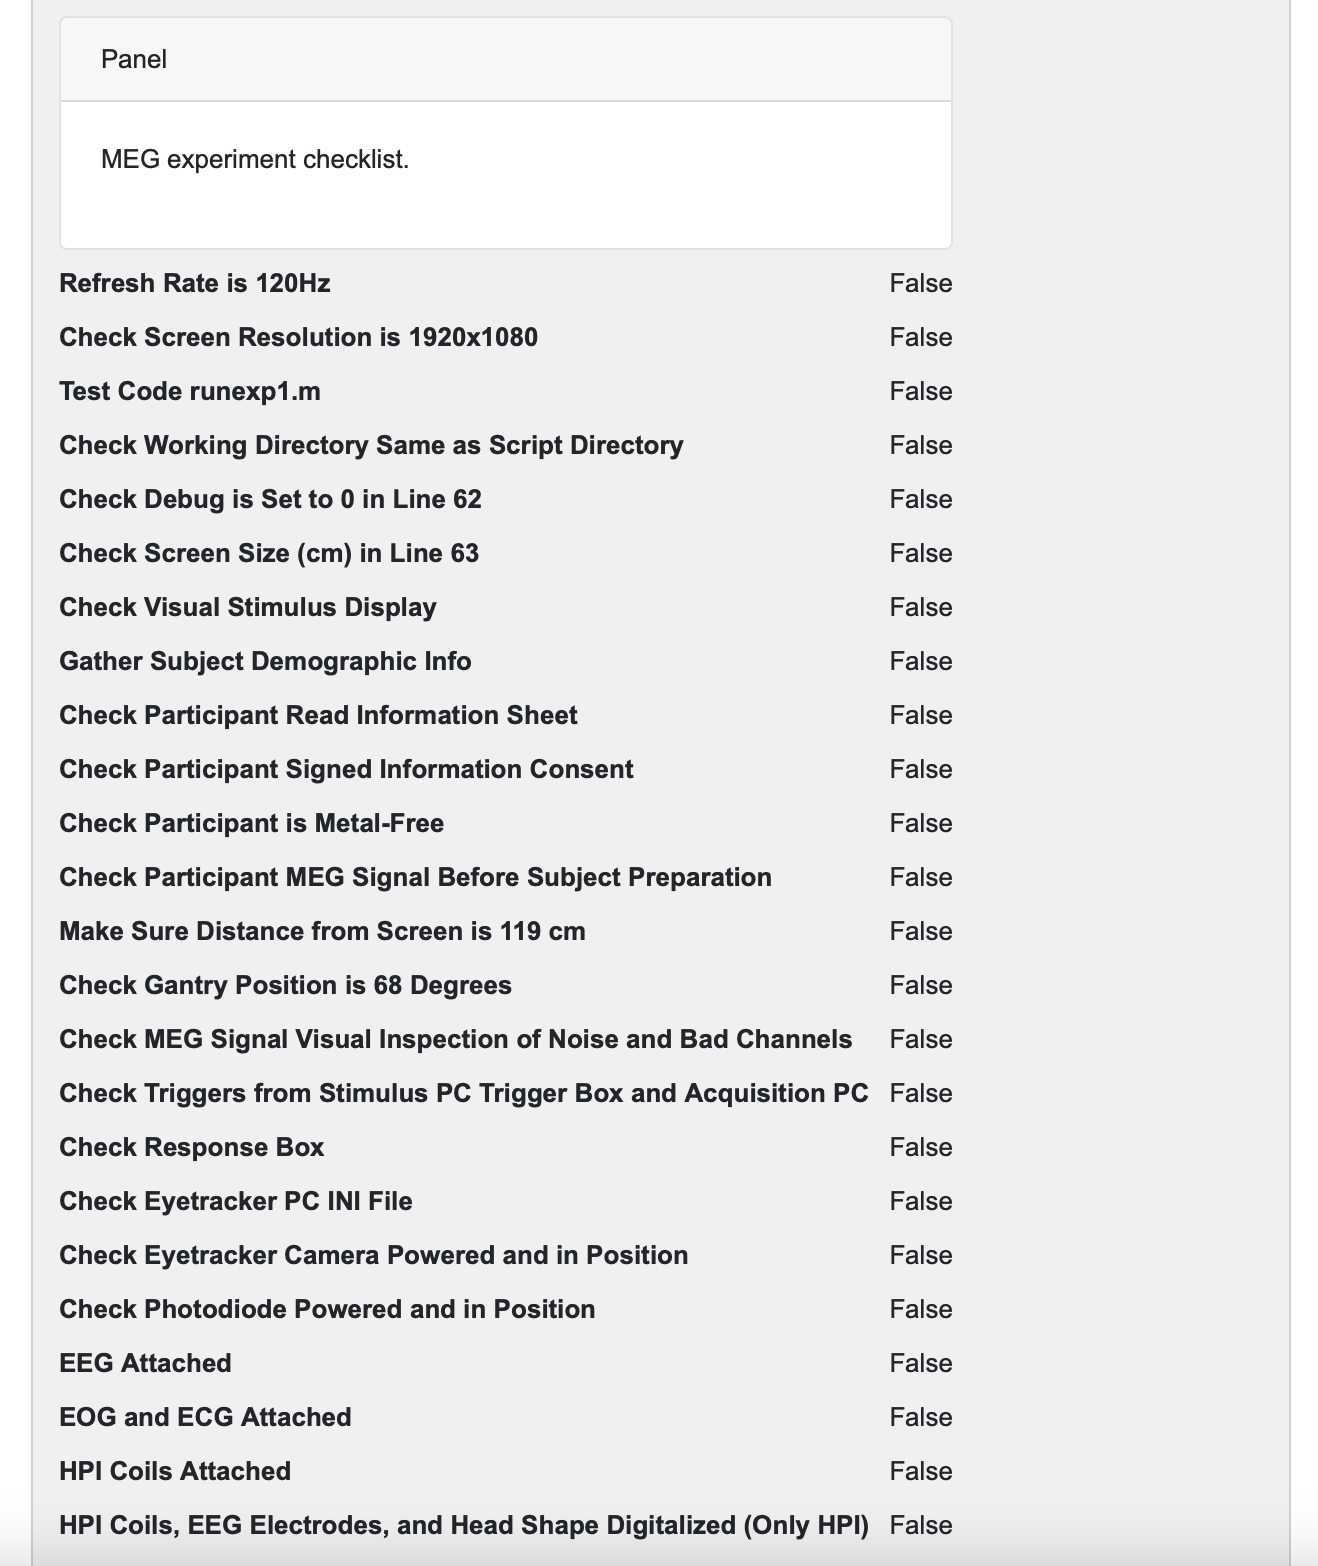 Panel
MEG experiment checklist.
Refresh Rate is 120Hz False
Check Screen Resolution is 1920x1080 False
Test Code runexp1.m False
Check Working Directory Same as Script Directory False
Check Debug is Set to 0 in Line 62 False
Check Screen Size (cm) in Line 63 False
Check Visual Stimulus Display False
Gather Subject Demographic Info False
Check Participant Read Information Sheet False
Check Participant Signed Information Consent False
Check Participant is Metal-Free False
Check Participant MEG Signal Before Subject Preparation False
Make Sure Distance from Screen is 119 cm False
Check Gantry Position is 68 Degrees False
Check MEG Signal Visual Inspection of Noise and Bad Channels False
Check Triggers from Stimulus PC Trigger Box and Acquisition PC False
Check Response Box False
Check Eyetracker PC INI File False
Check Eyetracker Camera Powered and in Position False
Check Photodiode Powered and in Position False
EEG Attached False
EOG and ECG Attached False
HPI Coils Attached False
HPI Coils, EEG Electrodes, and Head Shape Digitalized (Only HPI) False